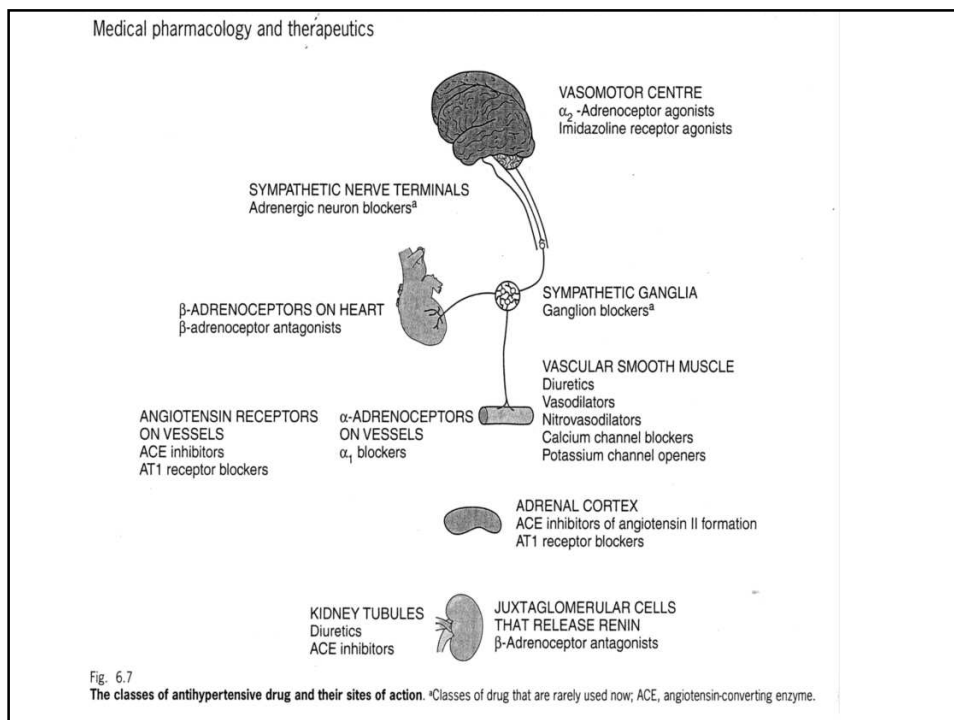 Medical pharmacology and therapeutics
VASOMOTOR CENTRE
α₂ -Adrenoceptor agonists
Imidazoline receptor agonists
SYMPATHETIC NERVE TERMINALS
Adrenergic neuron blockersᵃ
β-ADRENOCEPTORS ON HEART
β-adrenoceptor antagonists
SYMPATHETIC GANGLIA
Ganglion blockersᵃ
VASCULAR SMOOTH MUSCLE
Diuretics
Vasodilators
Nitrovasodilators
Calcium channel blockers
Potassium channel openers
ANGIOTENSIN RECEPTORS
ON VESSELS
ACE inhibitors
AT1 receptor blockers
α-ADRENOCEPTORS
ON VESSELS
α₁ blockers
ADRENAL CORTEX
ACE inhibitors of angiotensin II formation
AT1 receptor blockers
KIDNEY TUBULES
Diuretics
ACE inhibitors
JUXTAGLOMERULAR CELLS
THAT RELEASE RENIN
β-Adrenoceptor antagonists
Fig. 6.7
The classes of antihypertensive drug and their sites of action. ᵃClasses of drug that are rarely used now; ACE, angiotensin-converting enzyme.